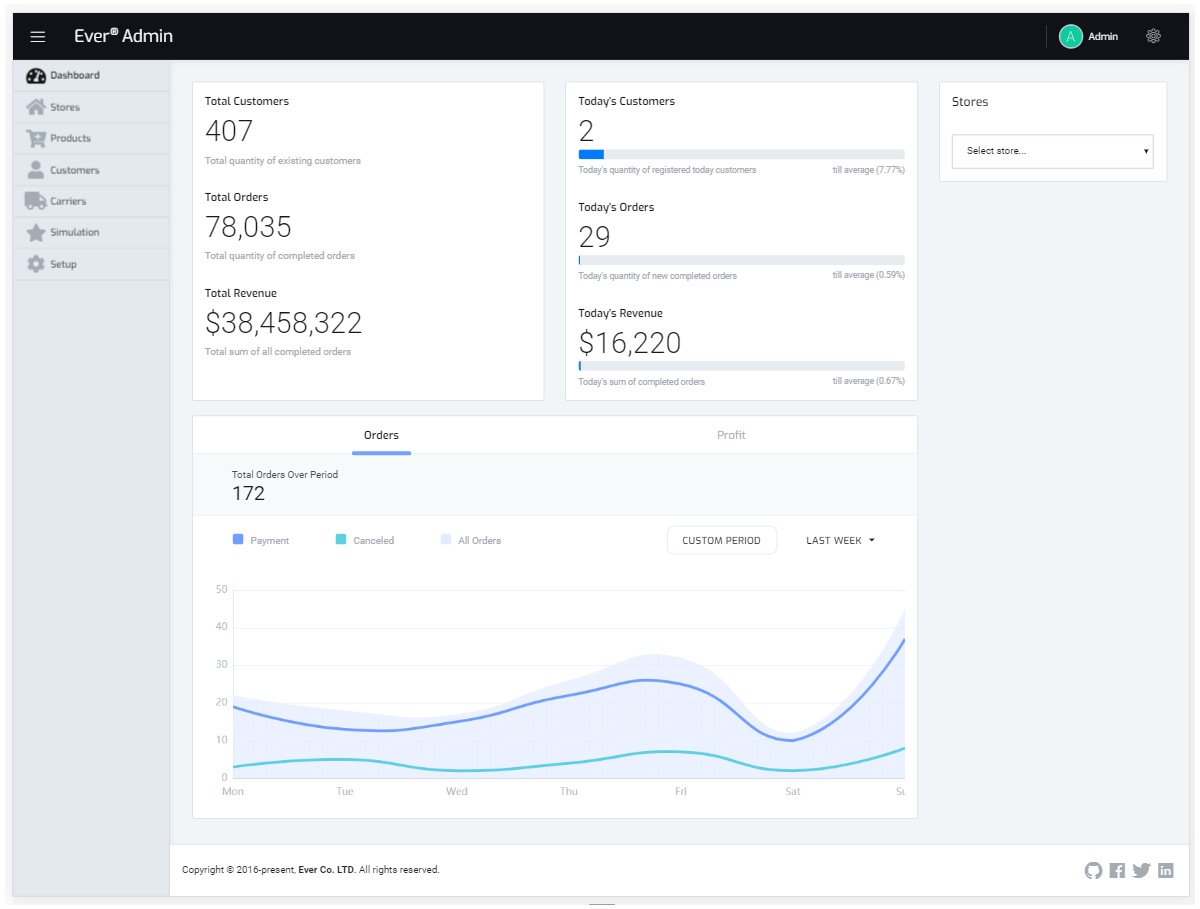 Ever® Admin
A Admin
Dashboard
Stores
Products
Customers
Carriers
Simulation
Setup
Total Customers
407
Total quantity of existing customers
Total Orders
78,035
Total quantity of completed orders
Total Revenue
$38,458,322
Total sum of all completed orders
Today's Customers
2
Today's quantity of registered today customers till average (7.77%)
Today's Orders
29
Today's quantity of new completed orders till average (0.59%)
Today's Revenue
$16,220
Today's sum of completed orders till average (0.67%)
Stores
Select store...
Orders Profit
Total Orders Over Period
172
Payment Canceled All Orders CUSTOM PERIOD LAST WEEK
50
40
30
20
10
0
Mon Tue Wed Thu Fri Sat Su
Copyright © 2016-present, Ever Co. LTD. All rights reserved.